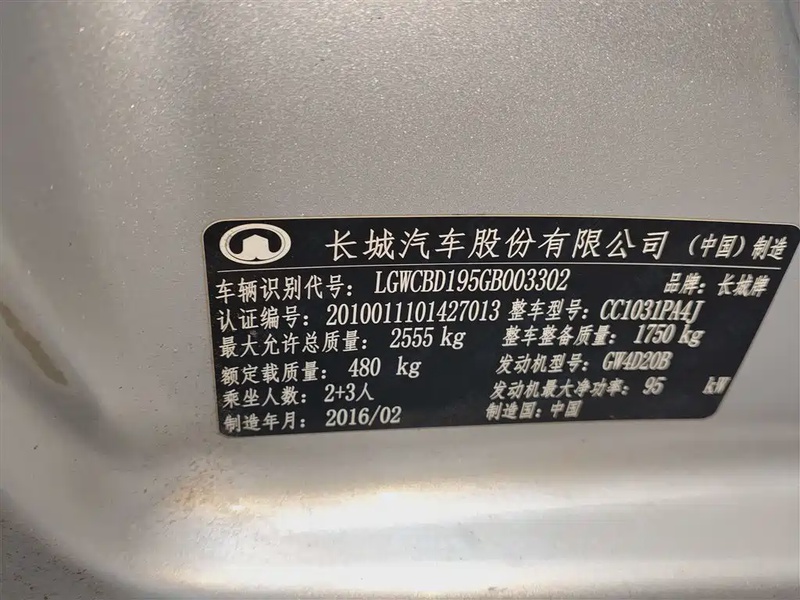 长城汽车股份有限公司 （中国）制造
车辆识别代号：LGWCBD195GB003302 品牌：长城牌
认证编号：2010011101427013 整车型号：CC1031PA4J
最大允许总质量：2555 kg 整车整备质量：1750 kg
额定载质量：480 kg 发动机型号：GW4D20B
乘坐人数：2+3人 发动机最大净功率：95 kW
制造年月：2016/02 制造国：中国